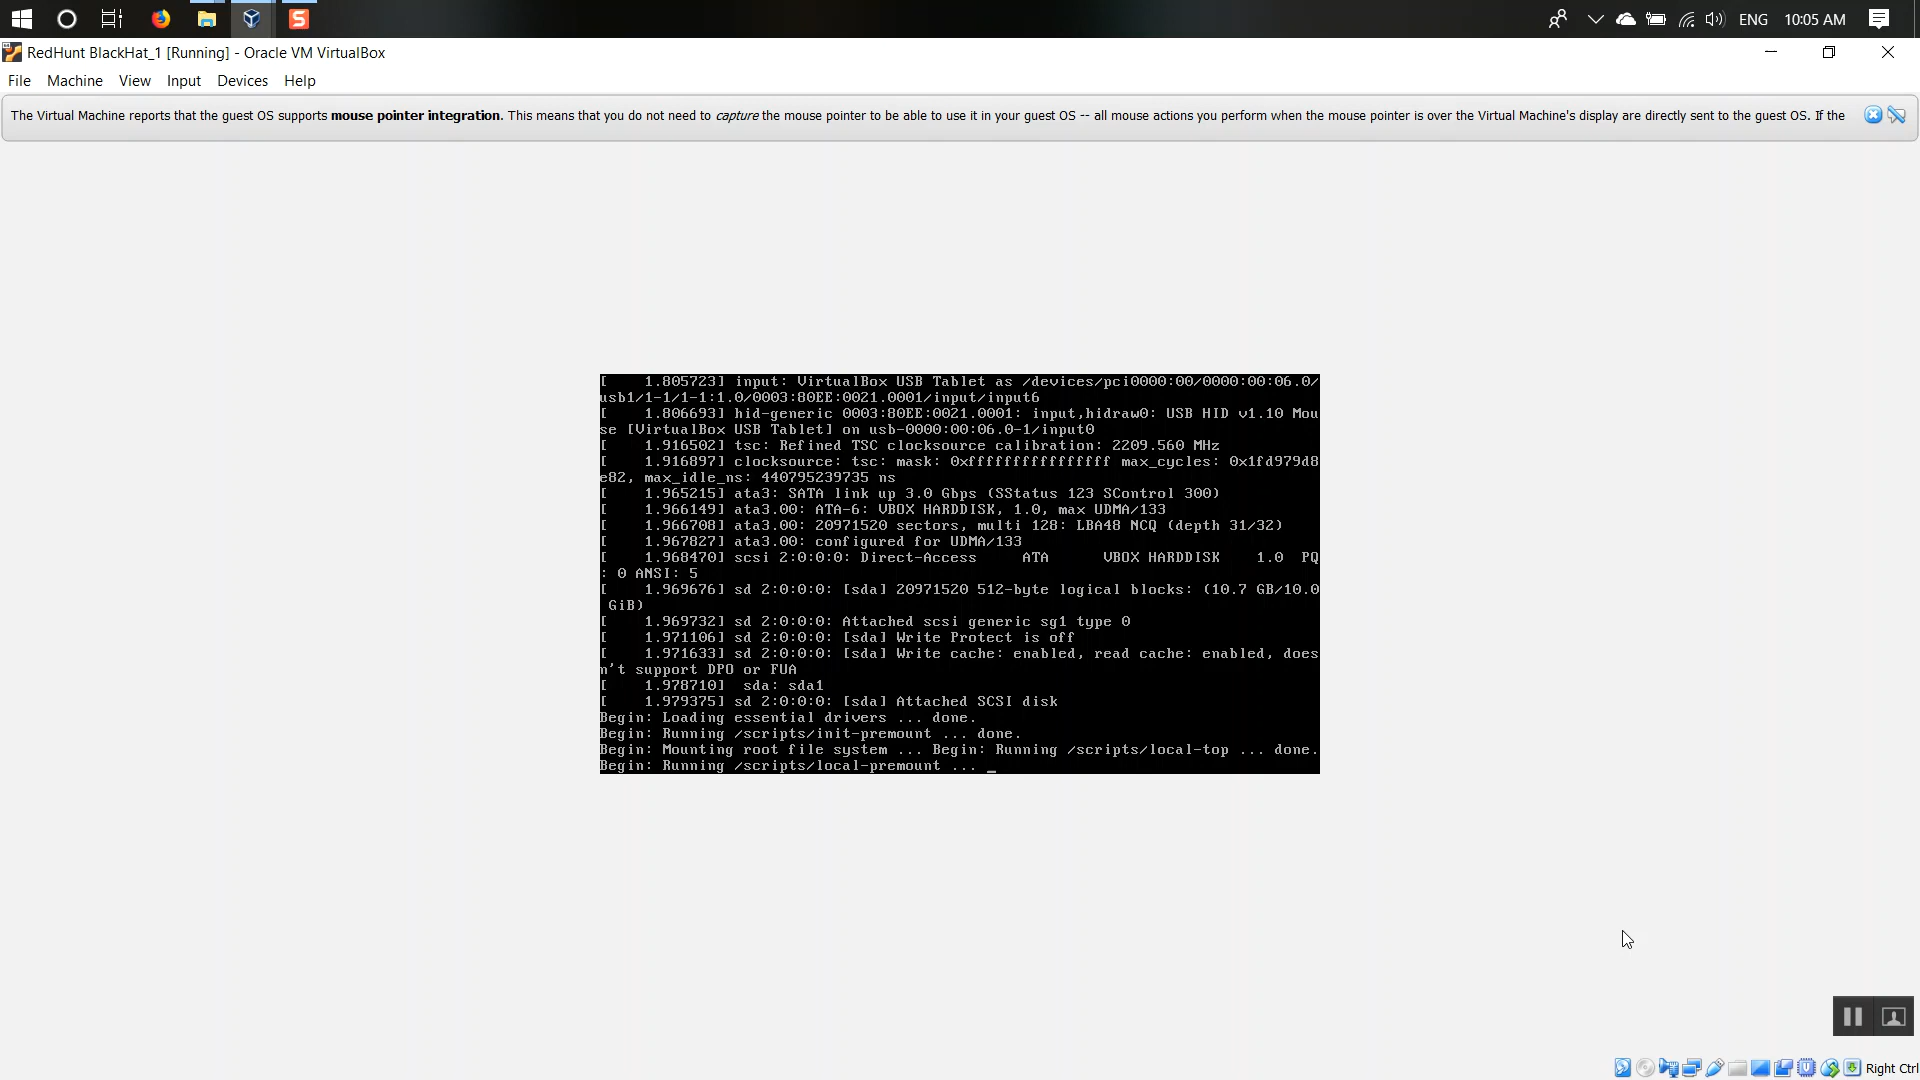 ENG 10:05 AM
RedHunt BlackHat_1 [Running] - Oracle VM VirtualBox
File Machine View Input Devices Help
The Virtual Machine reports that the guest OS supports mouse pointer integration. This means that you do not need to capture the mouse pointer to be able to use it in your guest OS -- all mouse actions you perform when the mouse pointer is over the Virtual Machine's display are directly sent to the guest OS. If the
[    1.805723] input: VirtualBox USB Tablet as /devices/pci0000:00/0000:00:06.0/
usb1/1-1/1-1:1.0/0003:80EE:0021.0001/input/input6
[    1.806693] hid-generic 0003:80EE:0021.0001: input,hidraw0: USB HID v1.10 Mou
se [VirtualBox USB Tablet] on usb-0000:00:06.0-1/input0
[    1.916502] tsc: Refined TSC clocksource calibration: 2209.560 MHz
[    1.916897] clocksource: tsc: mask: 0xffffffffffffffff max_cycles: 0x1fd979d8
e82, max_idle_ns: 440795239735 ns
[    1.965215] ata3: SATA link up 3.0 Gbps (SStatus 123 SControl 300)
[    1.966149] ata3.00: ATA-6: VBOX HARDDISK, 1.0, max UDMA/133
[    1.966708] ata3.00: 20971520 sectors, multi 128: LBA48 NCQ (depth 31/32)
[    1.967827] ata3.00: configured for UDMA/133
[    1.968470] scsi 2:0:0:0: Direct-Access     ATA      VBOX HARDDISK    1.0  PQ
: 0 ANSI: 5
[    1.969676] sd 2:0:0:0: [sda] 20971520 512-byte logical blocks: (10.7 GB/10.0
 GiB)
[    1.969732] sd 2:0:0:0: Attached scsi generic sg1 type 0
[    1.971106] sd 2:0:0:0: [sda] Write Protect is off
[    1.971633] sd 2:0:0:0: [sda] Write cache: enabled, read cache: enabled, does
n't support DPO or FUA
[    1.978710]  sda: sda1
[    1.979375] sd 2:0:0:0: [sda] Attached SCSI disk
Begin: Loading essential drivers ... done.
Begin: Running /scripts/init-premount ... done.
Begin: Mounting root file system ... Begin: Running /scripts/local-top ... done.
Begin: Running /scripts/local-premount ... _
Right Ctrl